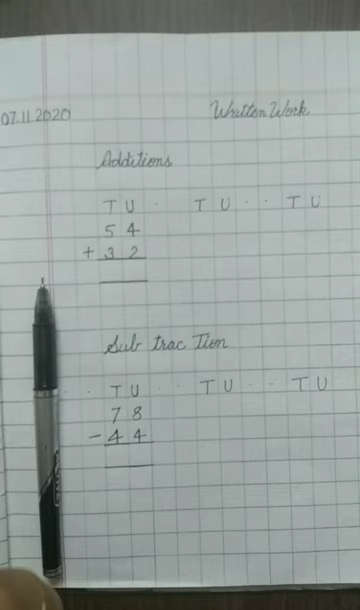 07.11.2020 Written Work
Additions
T U . T U . . T U
5 4
+ 3 2
Sub trac Tion
. . T U . . T U . . T U
7 8
- 4 4